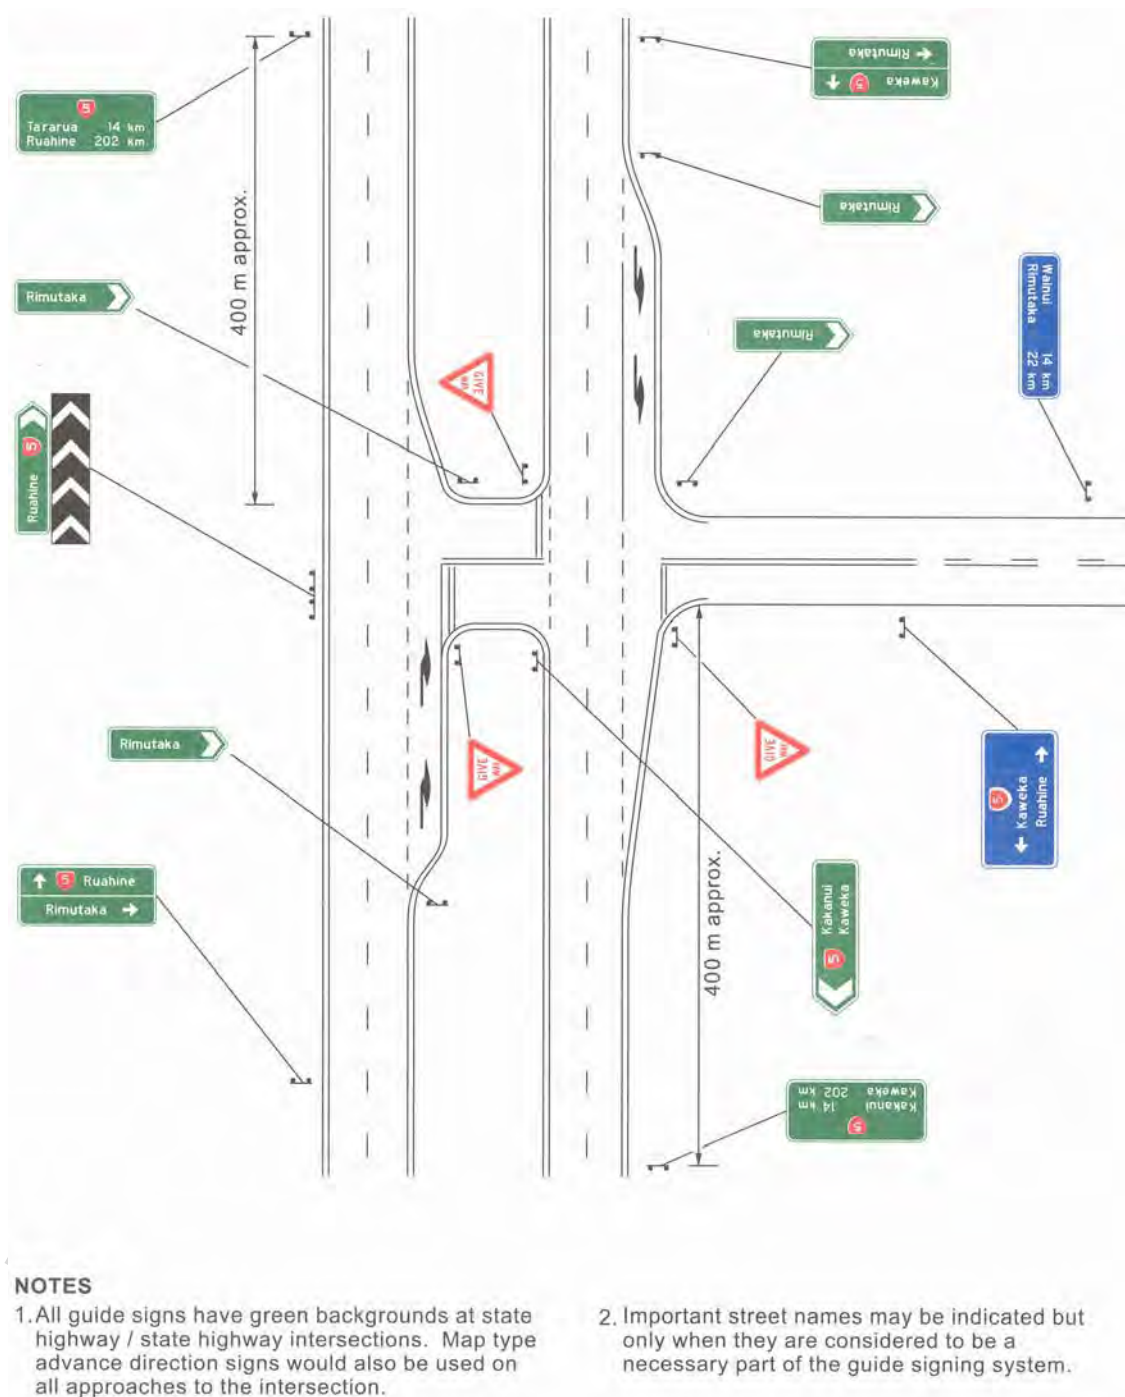 5
Tararua 14 km
Ruahine 202 km
400 m approx.
Rimutaka
Kaweka 5
Rimutaka
Rimutaka
Wainui 14 km
Rimutaka 22 km
Rimutaka
GIVE WAY
Ruahine 5
Rimutaka
GIVE WAY
GIVE WAY
Ruahine
5 Kaweka
5 Ruahine
Rimutaka
400 m approx.
5 Kakanui
Kaweka
5
Kakanui 14 km
Kaweka 202 km
NOTES
1. All guide signs have green backgrounds at state
highway / state highway intersections. Map type
advance direction signs would also be used on
all approaches to the intersection.
2. Important street names may be indicated but
only when they are considered to be a
necessary part of the guide signing system.